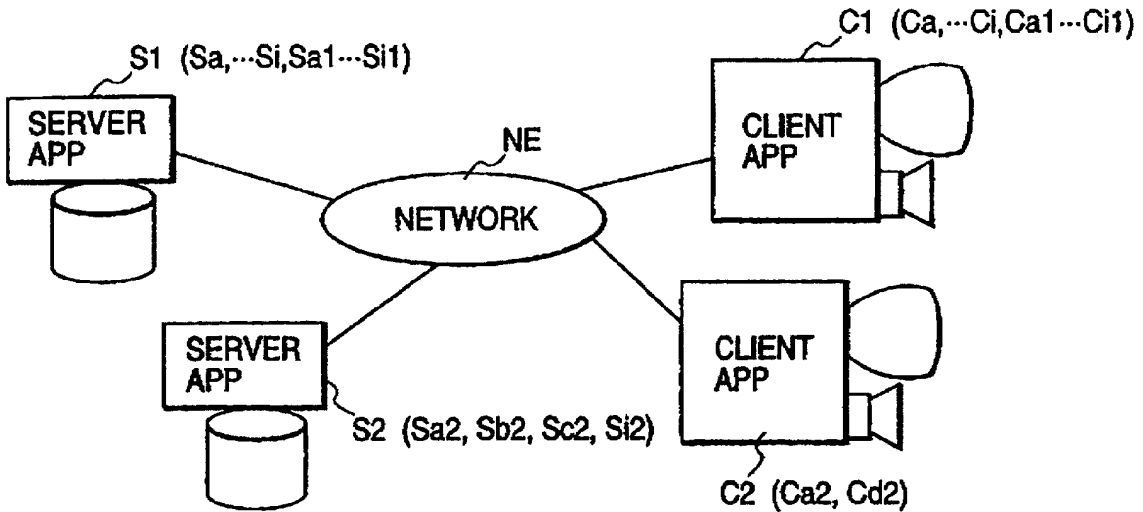 S1 (Sa,···Si,Sa1···Si1)
SERVER
APP
NE
NETWORK
C1 (Ca,···Ci,Ca1···Ci1)
CLIENT
APP
SERVER
APP
S2 (Sa2, Sb2, Sc2, Si2)
CLIENT
APP
C2 (Ca2, Cd2)